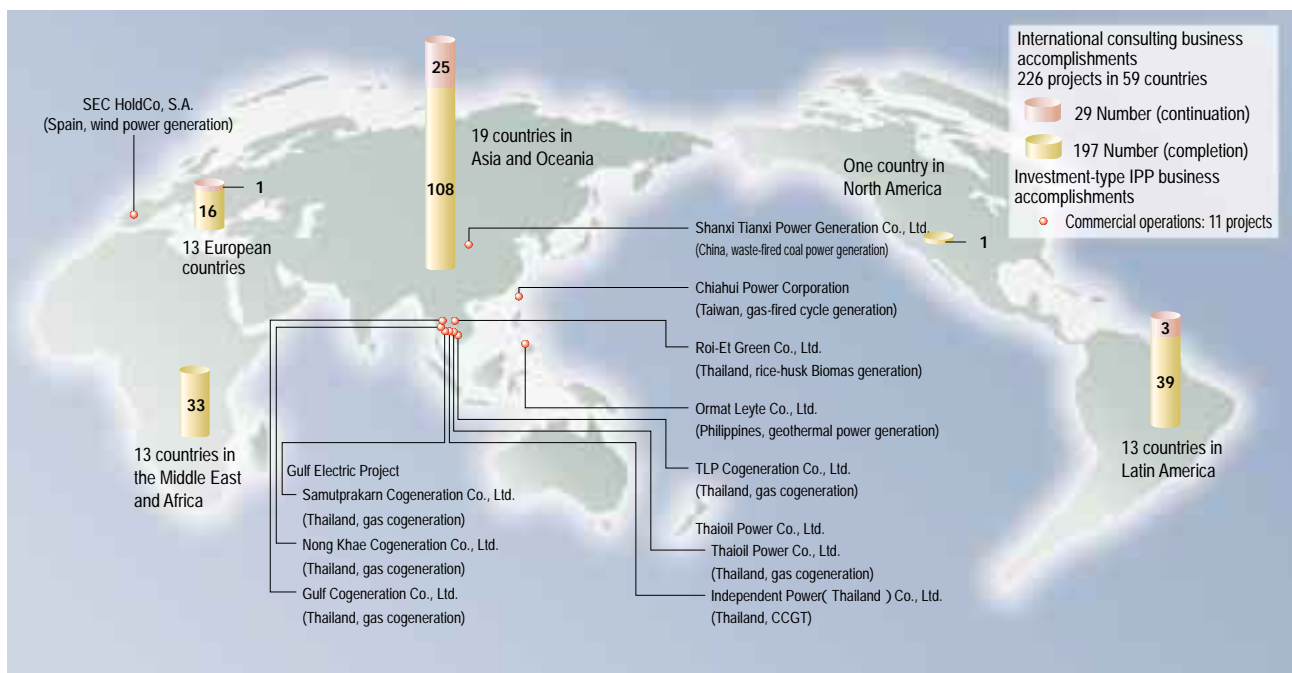 International consulting business
accomplishments
226 projects in 59 countries
29 Number (continuation)
197 Number (completion)
Investment-type IPP business
accomplishments
Commercial operations: 11 projects
SEC HoldCo, S.A.
(Spain, wind power generation)
1
16
13 European
countries
25
108
19 countries in
Asia and Oceania
One country in
North America
1
33
13 countries in
the Middle East
and Africa
3
39
13 countries in
Latin America
Shanxi Tianxi Power Generation Co., Ltd.
(China, waste-fired coal power generation)
Chiahui Power Corporation
(Taiwan, gas-fired cycle generation)
Roi-Et Green Co., Ltd.
(Thailand, rice-husk Biomas generation)
Ormat Leyte Co., Ltd.
(Philippines, geothermal power generation)
TLP Cogeneration Co., Ltd.
(Thailand, gas cogeneration)
Thaioil Power Co., Ltd.
Thaioil Power Co., Ltd.
(Thailand, gas cogeneration)
Independent Power( Thailand ) Co., Ltd.
(Thailand, CCGT)
Gulf Electric Project
Samutprakarn Cogeneration Co., Ltd.
(Thailand, gas cogeneration)
Nong Khae Cogeneration Co., Ltd.
(Thailand, gas cogeneration)
Gulf Cogeneration Co., Ltd.
(Thailand, gas cogeneration)